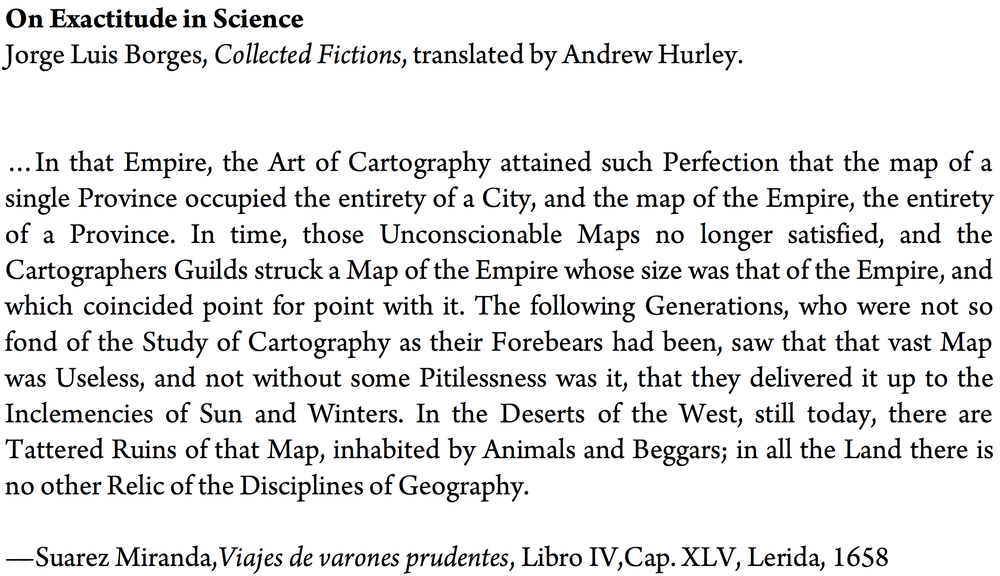 On Exactitude in Science
Jorge Luis Borges, Collected Fictions, translated by Andrew Hurley.
…In that Empire, the Art of Cartography attained such Perfection that the map of a
single Province occupied the entirety of a City, and the map of the Empire, the entirety
of a Province. In time, those Unconscionable Maps no longer satisfied, and the
Cartographers Guilds struck a Map of the Empire whose size was that of the Empire, and
which coincided point for point with it. The following Generations, who were not so
fond of the Study of Cartography as their Forebears had been, saw that that vast Map
was Useless, and not without some Pitilessness was it, that they delivered it up to the
Inclemencies of Sun and Winters. In the Deserts of the West, still today, there are
Tattered Ruins of that Map, inhabited by Animals and Beggars; in all the Land there is
no other Relic of the Disciplines of Geography.
—Suarez Miranda,Viajes de varones prudentes, Libro IV,Cap. XLV, Lerida, 1658